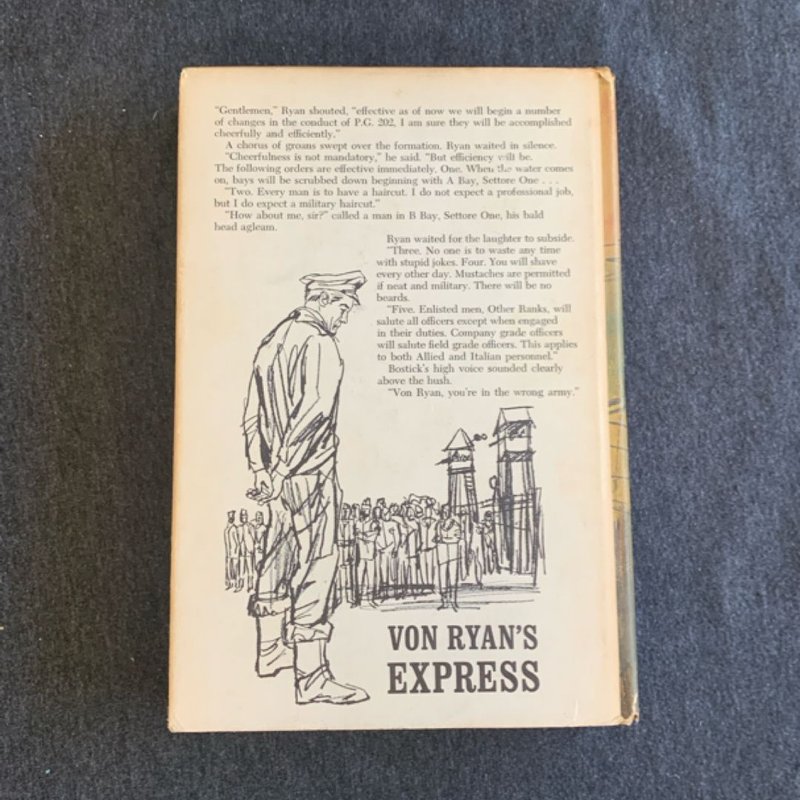 "Gentlemen," Ryan shouted, "effective as of now we will begin a number
of changes in the conduct of P.G. 202, I am sure they will be accomplished
cheerfully and efficiently."
A chorus of groans swept over the formation. Ryan waited in silence.
"Cheerfulness is not mandatory," he said. "But efficiency will be.
The following orders are effective immediately. One. When the water comes
on, bays will be scrubbed down beginning with A Bay, Settore One . . .
"Two. Every man is to have a haircut. I do not expect a professional job,
but I do expect a military haircut."
"How about me, sir?" called a man in B Bay, Settore One, his bald
head agleam.
Ryan waited for the laughter to subside.
"Three. No one is to waste any time
with stupid jokes. Four. You will shave
every other day. Mustaches are permitted
if neat and military. There will be no
beards.
"Five. Enlisted men, Other Ranks, will
salute all officers except when engaged
in their duties. Company grade officers
will salute field grade officers. This applies
to both Allied and Italian personnel."
Bostick's high voice sounded clearly
above the hush.
"Von Ryan, you're in the wrong army."
VON RYAN'S
EXPRESS